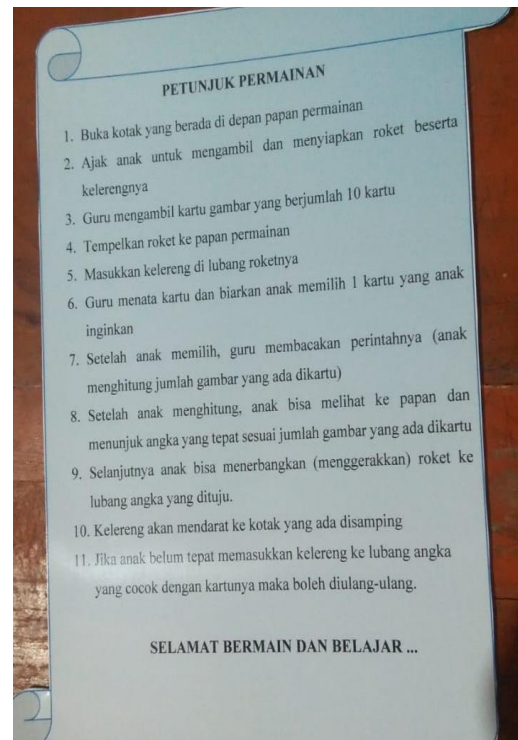 PETUNJUK PERMAINAN
1. Buka kotak yang berada di depan papan permainan
2. Ajak anak untuk mengambil dan menyiapkan roket beserta
kelerengnya
3. Guru mengambil kartu gambar yang berjumlah 10 kartu
4. Tempelkan roket ke papan permainan
5. Masukkan kelereng di lubang roketnya
6. Guru menata kartu dan biarkan anak memilih 1 kartu yang anak
inginkan
7. Setelah anak memilih, guru membacakan perintahnya (anak
menghitung jumlah gambar yang ada dikartu)
8. Setelah anak menghitung, anak bisa melihat ke papan dan
menunjuk angka yang tepat sesuai jumlah gambar yang ada dikartu
9. Selanjutnya anak bisa menerbangkan (menggerakkan) roket ke
lubang angka yang dituju.
10. Kelereng akan mendarat ke kotak yang ada disamping
11. Jika anak belum tepat memasukkan kelereng ke lubang angka
yang cocok dengan kartunya maka boleh diulang-ulang.
SELAMAT BERMAIN DAN BELAJAR ...